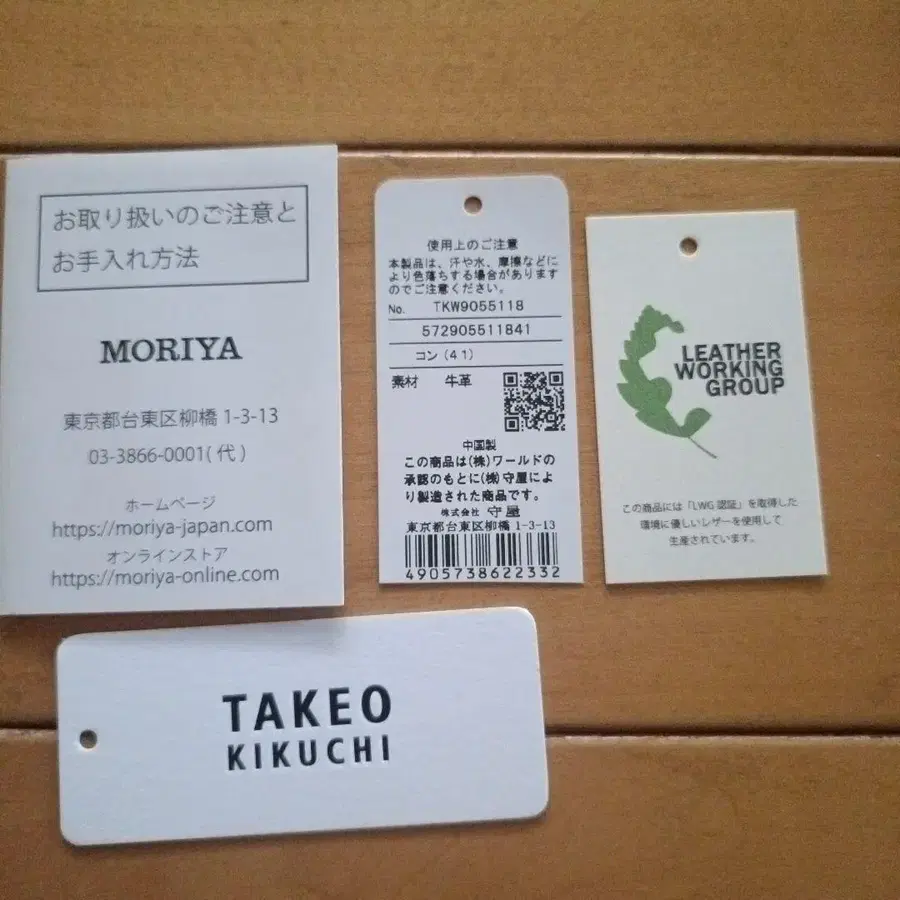 お取り扱いのご注意と
お手入れ方法
MORIYA
東京都台東区柳橋 1-3-13
03-3866-0001( 代 )
ホームページ
https://moriya-japan.com
オンラインストア
https://moriya-online.com
使用上のご注意
本製品は、汗や水、摩擦などに
より色落ちする場合があります
のでご注意ください。
No. TKW9055118
572905511841
コン (41)
素材 牛革
中国製
この商品は(株)ワールドの
承認のもとに(株)守屋によ
り製造された商品です。
株式会社 守屋
東京都台東区柳橋 1-3-13
4905738622332
LEATHER
WORKING
GROUP
この商品には「LWG 認証」を取得した
環境に優しいレザーを使用して
生産されています。
TAKEO
KIKUCHI